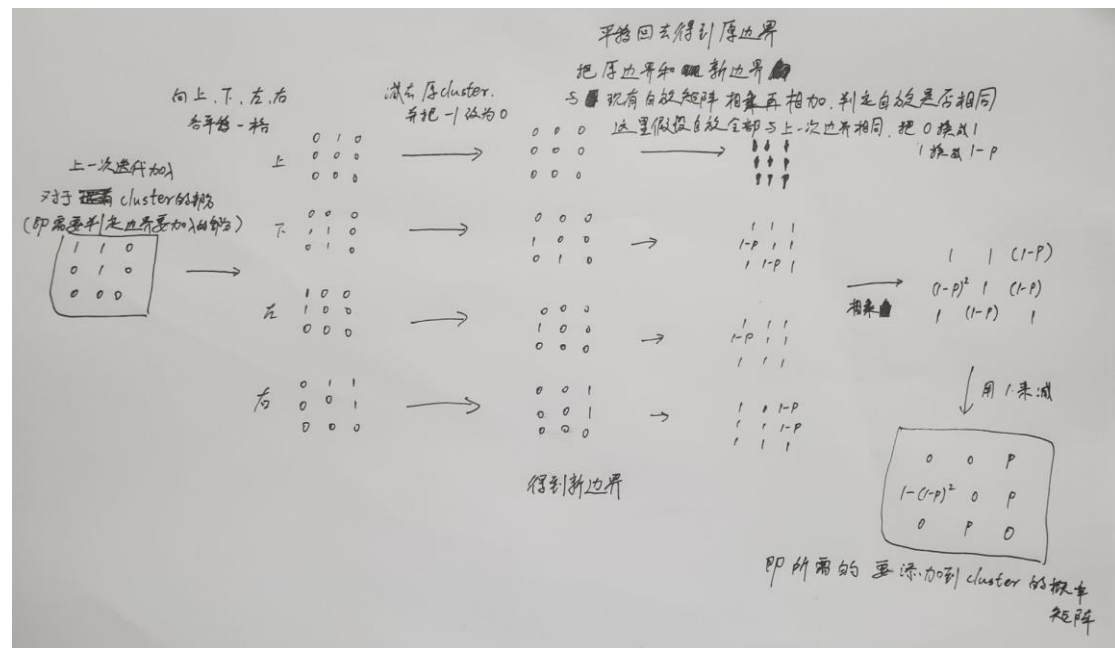 平移回去得到原边界
把原边界和新边界
与现有自旋矩阵相乘再相加,判定自旋是否相同
这里假设自旋全部与上一次边界相同,把0换成1
1换成1-P
向上、下、左、右
各平移一格
减去原cluster.
并把-1改为0
上一次迭代加入
对于cluster的部分
(即需要判定边界要加入的部分)
1 1 0
0 1 0
0 0 0
上
0 1 0
0 0 0
0 0 0
0 0 0
0 0 0
0 0 0
下
0 0 0
1 1 0
0 1 0
0 0 0
1 0 0
0 1 0
1 1 1
1-P 1 1
1 1-P 1
左
1 0 0
1 0 0
0 0 0
0 0 0
1 0 0
0 0 0
1 1 1
1-P 1 1
1 1 1
右
0 1 1
0 0 1
0 0 0
0 0 1
0 0 1
0 0 0
1 1-P
1 1 1-P
1 1 1
得到新边界
相乘
1 1 (1-P)
(1-P)² 1 (1-P)
1 (1-P) 1
用1来减
0 0 P
1-(1-P)² 0 P
0 P 0
即所需的要添加到cluster的概率
矩阵